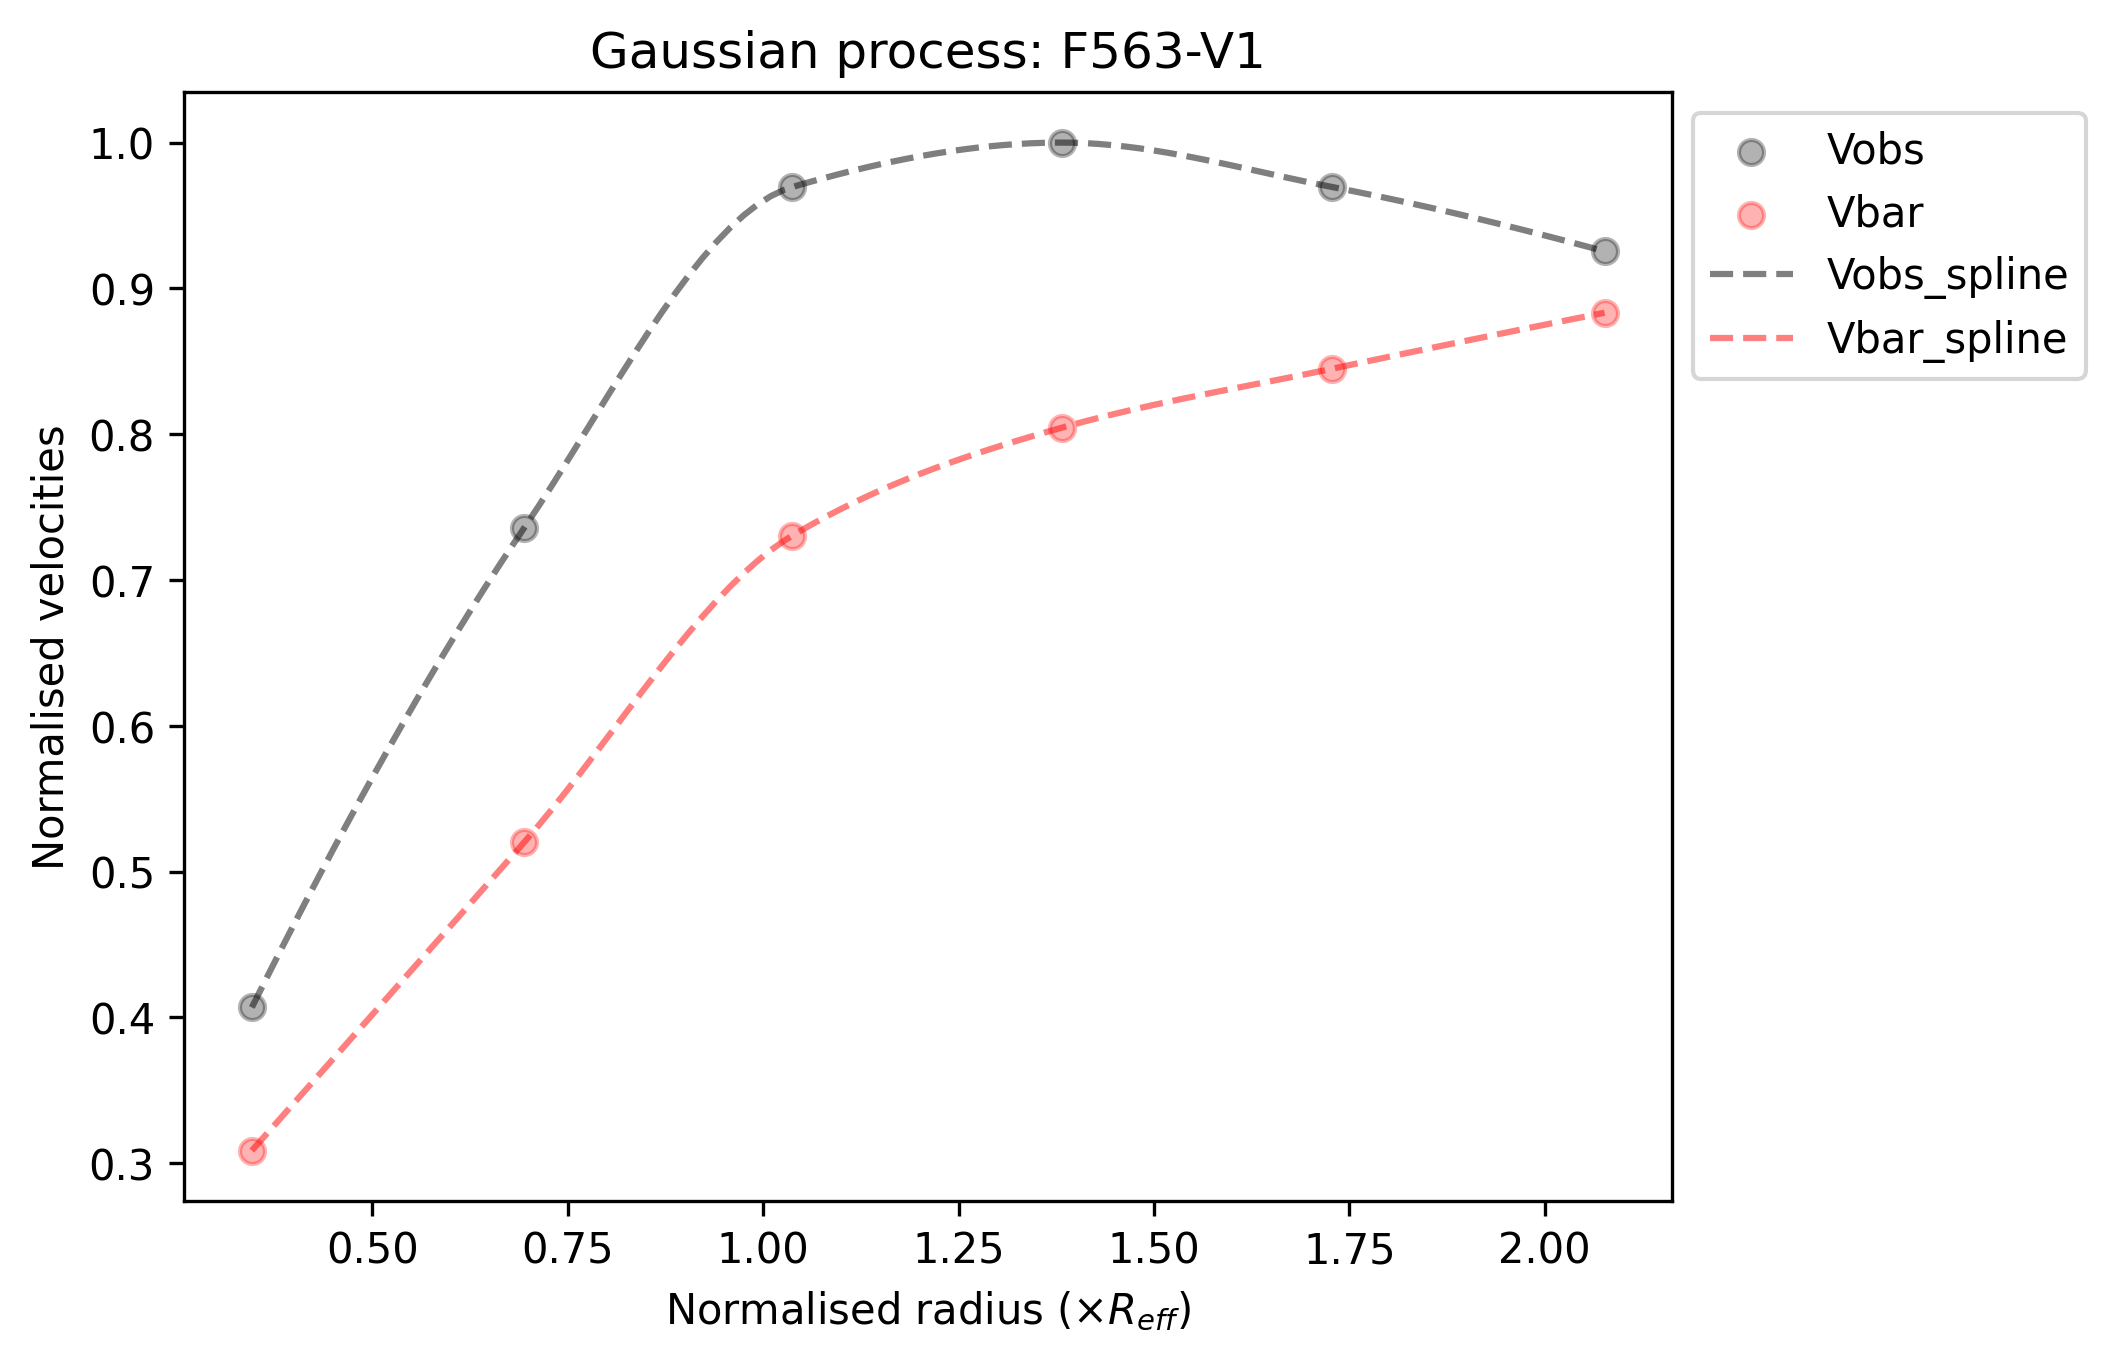 Gaussian process: F563-V1
Normalised velocities
1.0
0.9
0.8
0.7
0.6
0.5
0.4
0.3
0.50 0.75 1.00 1.25 1.50 1.75 2.00
Normalised radius (×R_eff)
Vobs
Vbar
Vobs_spline
Vbar_spline